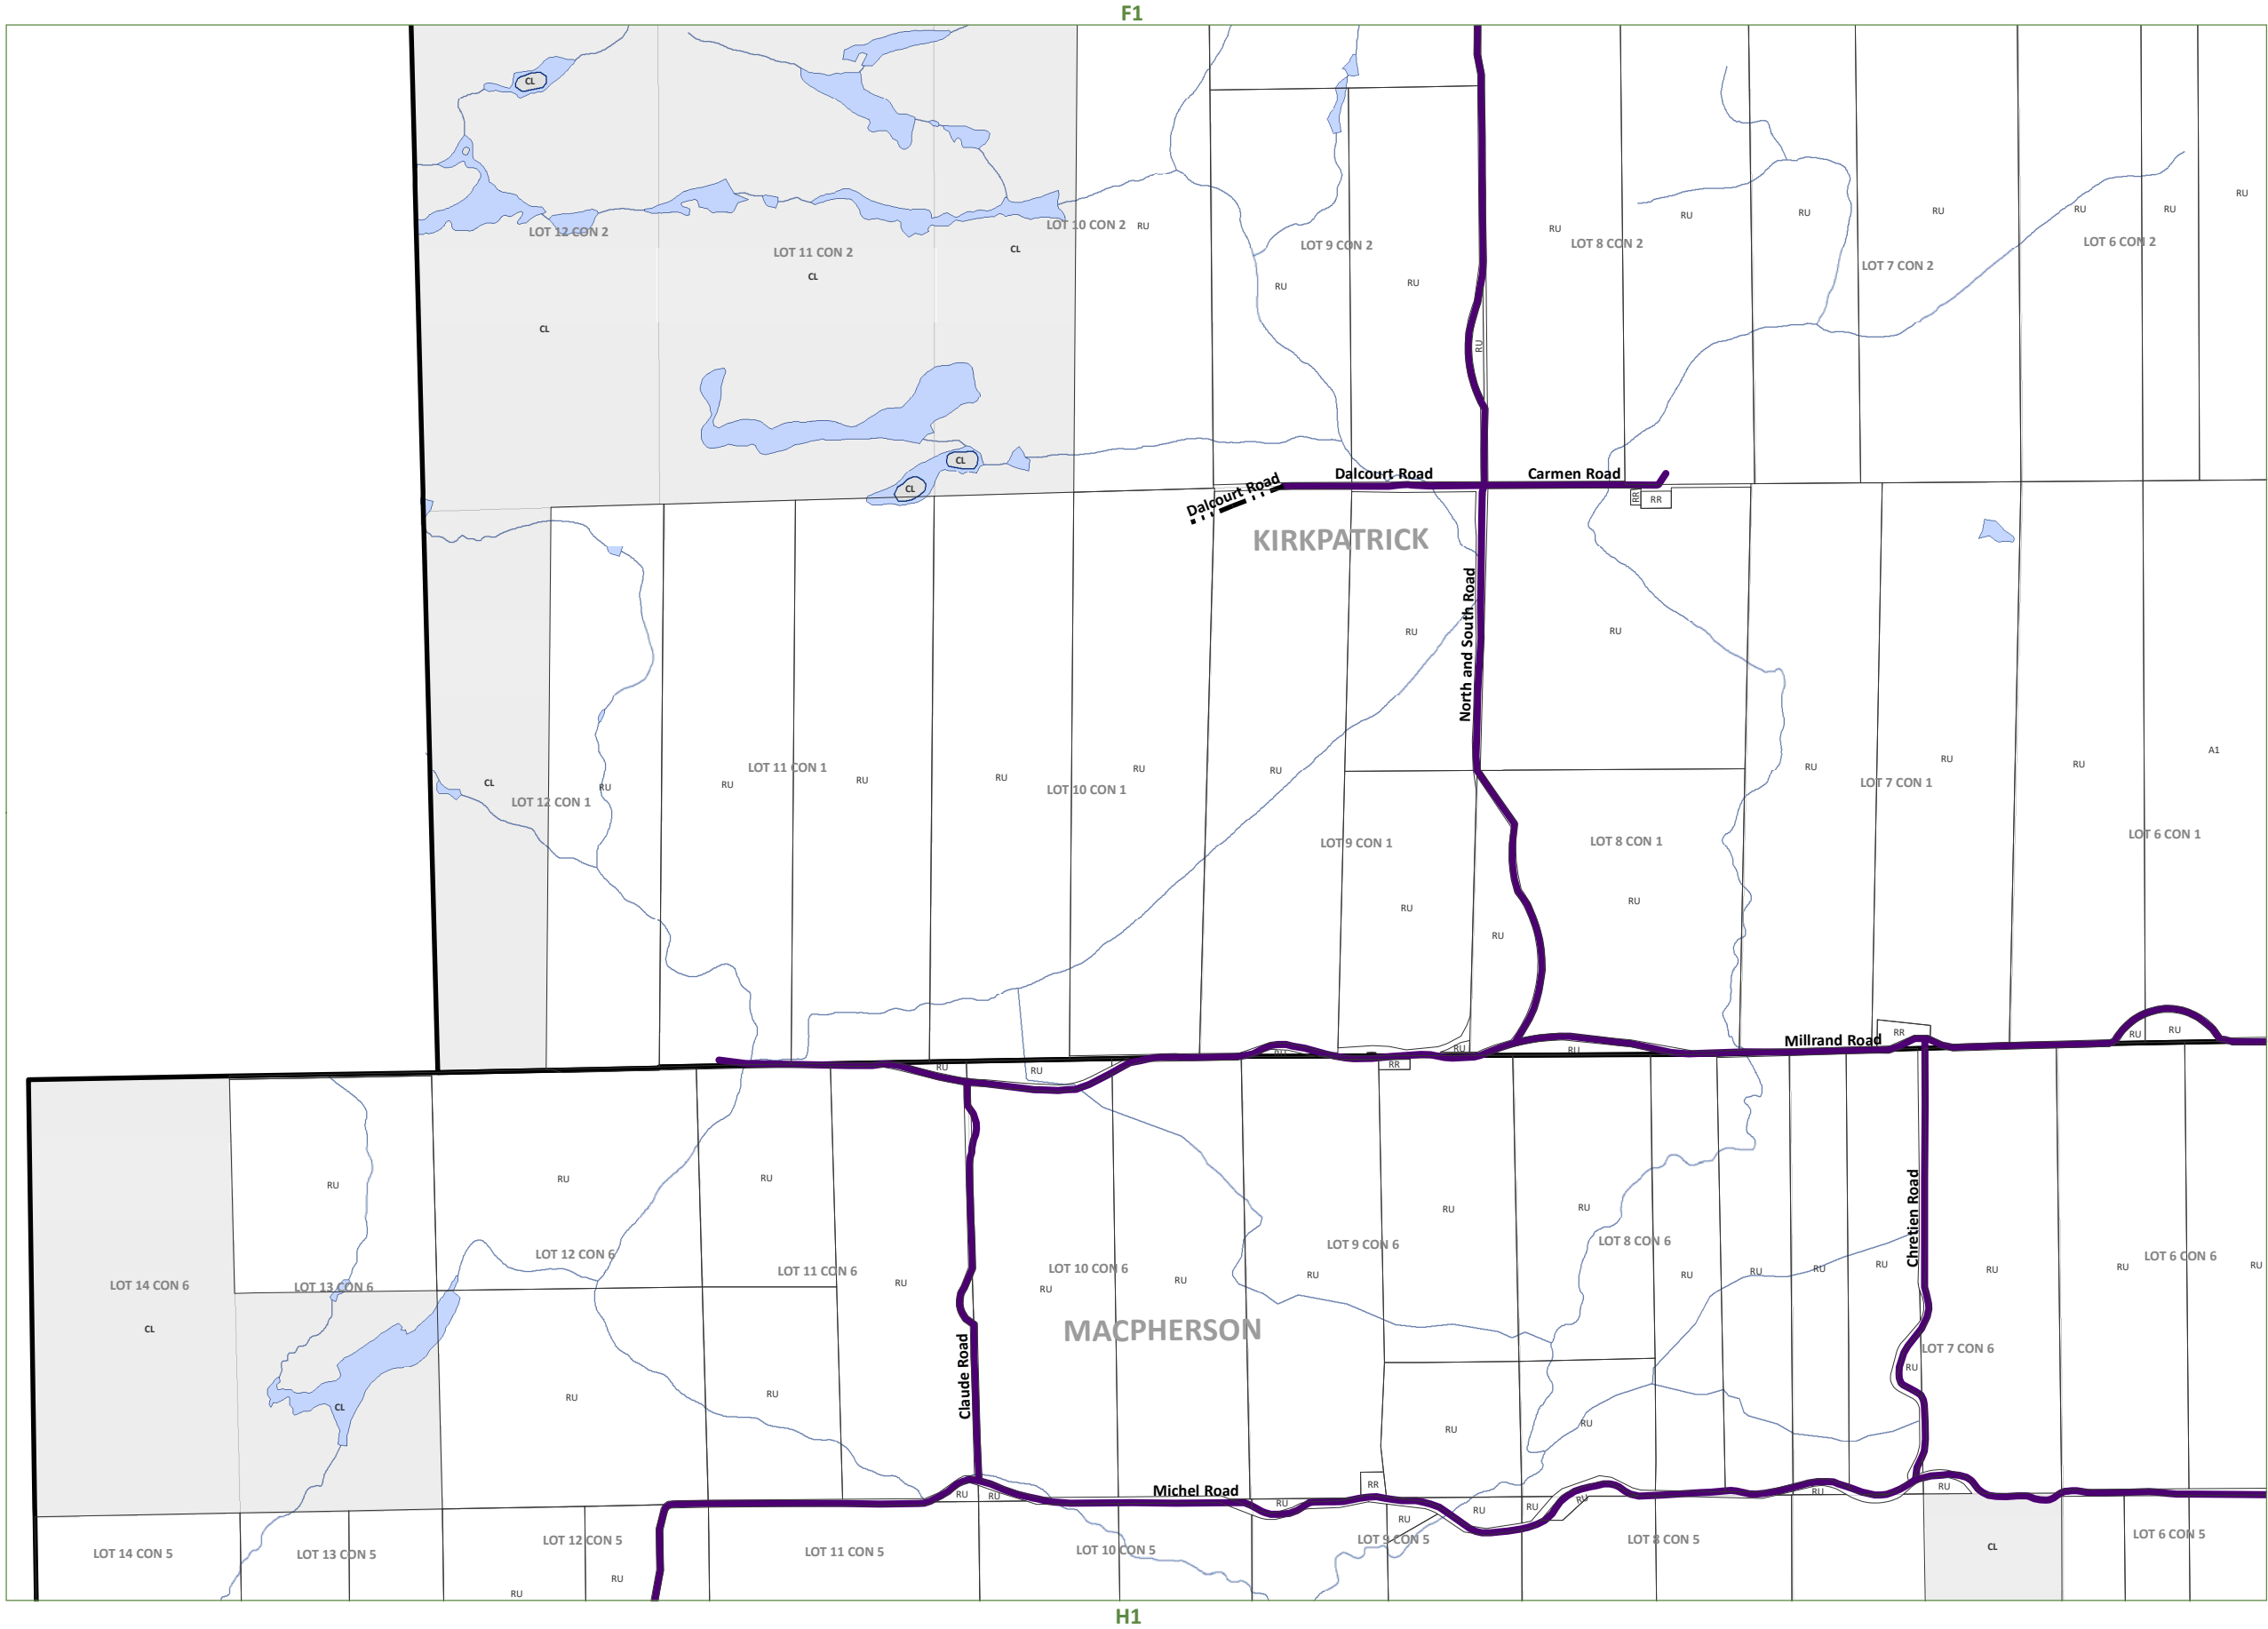 F1
CL
RU
RU
RU
RU
RU
RU
RU
RU
LOT 10 CON 2
RU
LOT 12 CON 2
RU
LOT 9 CON 2
LOT 8 CON 2
LOT 6 CON 2
CL
LOT 11 CON 2
LOT 7 CON 2
CL
RU
RU
CL
RU
CL
Dalcourt Road
Carmen Road
CL
Dalcourt Road
RR
RR
KIRKPATRICK
RU
RU
North and South Road
A1
RU
RU
RU
RU
RU
LOT 11 CON 1
RU
RU
RU
CL
RU
LOT 7 CON 1
LOT 10 CON 1
LOT 12 CON 1
LOT 6 CON 1
LOT 9 CON 1
LOT 8 CON 1
RU
RU
RU
RR
RU
RU
Millrand Road
RU
RU
RU
RU
RU
RR
RU
RU
RU
RU
RU
RU
Chretien Road
LOT 8 CON 6
LOT 9 CON 6
LOT 12 CON 6
LOT 6 CON 6
LOT 11 CON 6
LOT 10 CON 6
RU
RU
RU
RU
RU
RU
RU
RU
RU
RU
LOT 14 CON 6
LOT 13 CON 6
RU
RU
CL
MACPHERSON
LOT 7 CON 6
RU
Claude Road
RU
RU
CL
RU
RU
RR
Michel Road
RU
RU
RU
RU
RU
RU
RU
RU
RU
RU
LOT 14 CON 5
LOT 13 CON 5
LOT 12 CON 5
LOT 11 CON 5
LOT 10 CON 5
LOT 9 CON 5
LOT 8 CON 5
LOT 6 CON 5
CL
RU
RU
H1